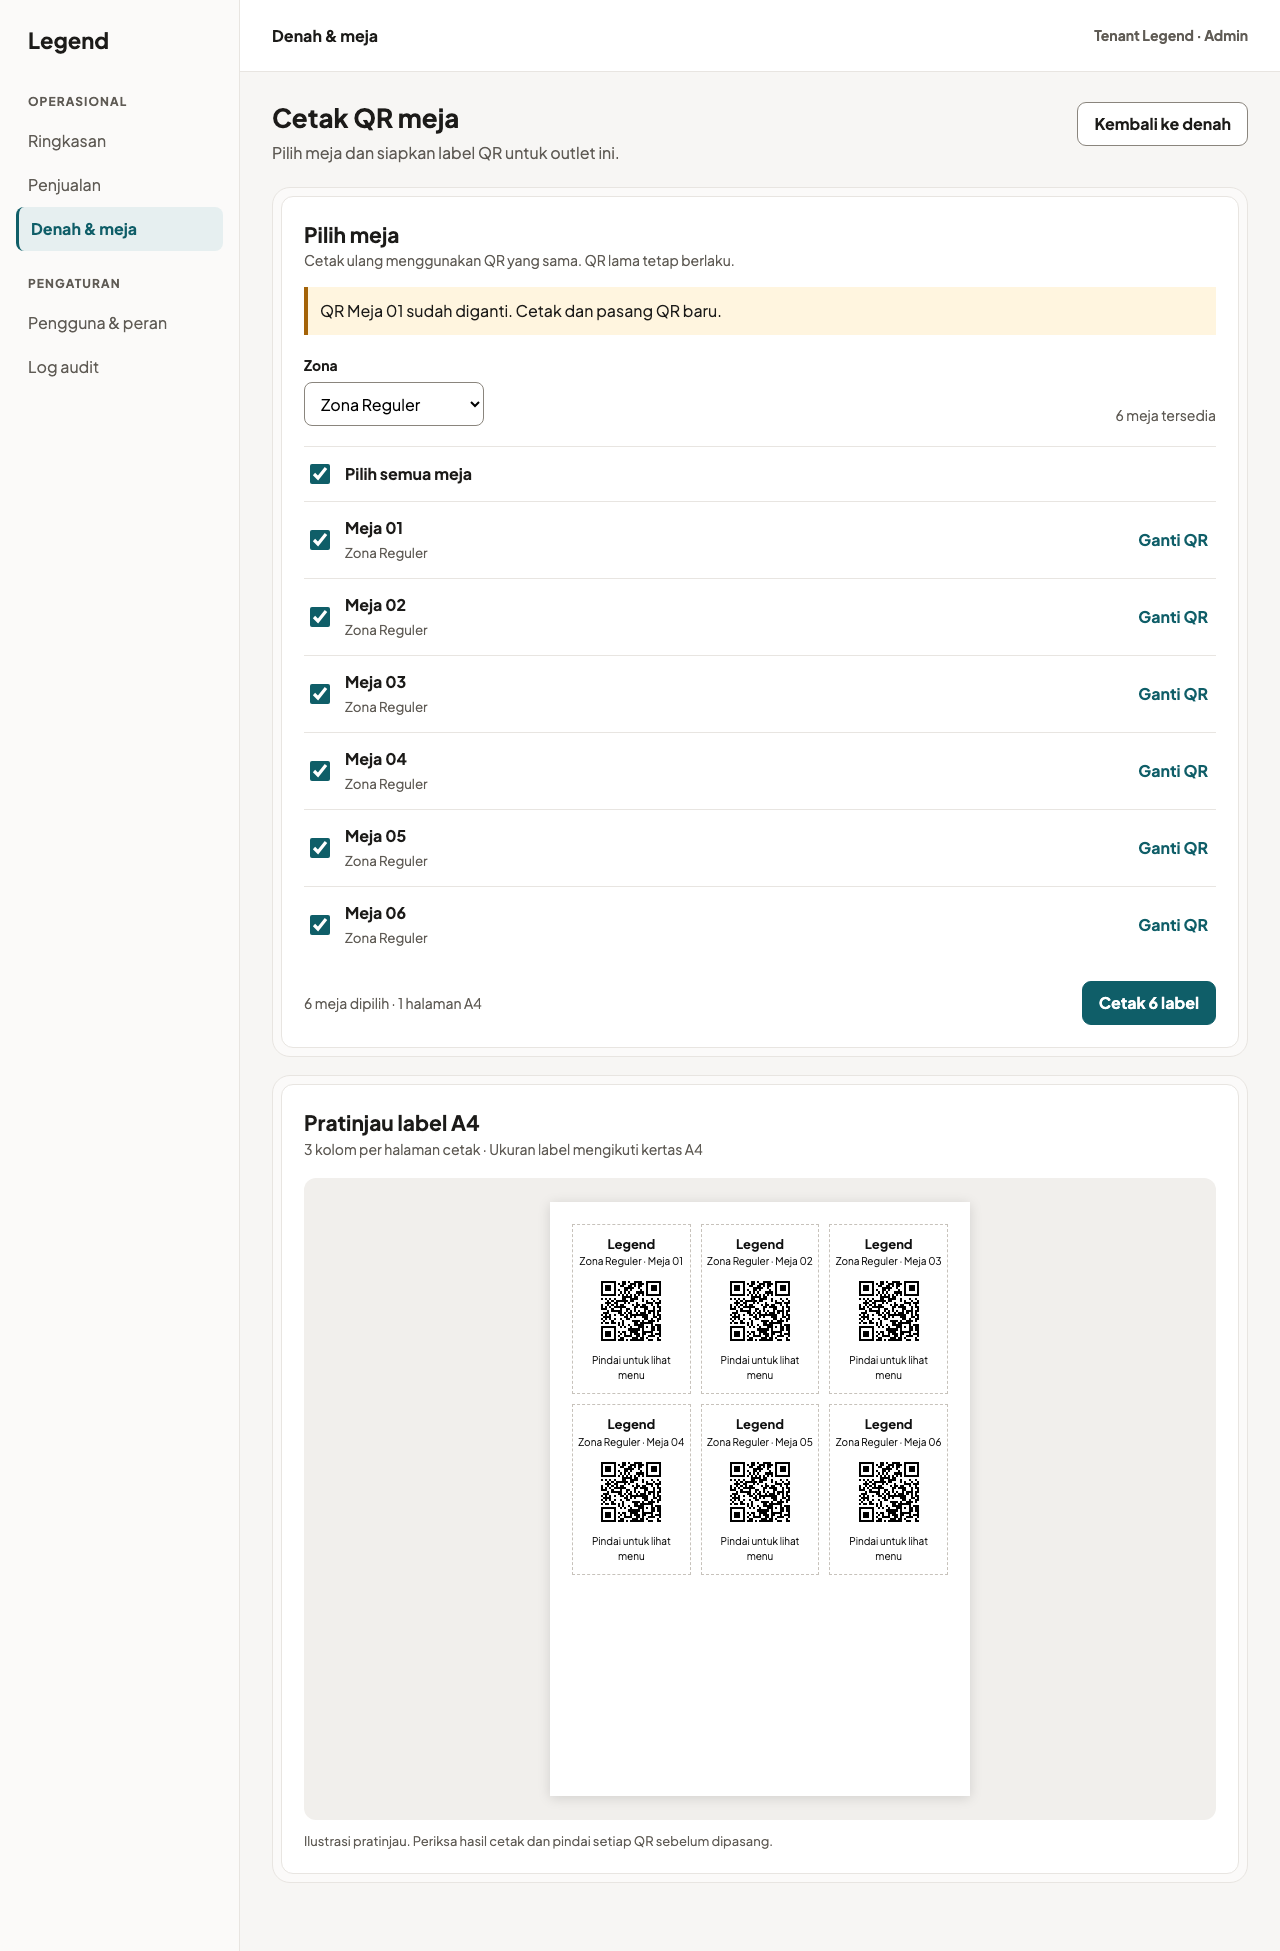 Legend
OPERASIONAL
Ringkasan
Penjualan
Denah & meja
PENGATURAN
Pengguna & peran
Log audit
Denah & meja
Tenant Legend · Admin
Cetak QR meja
Pilih meja dan siapkan label QR untuk outlet ini.
Kembali ke denah
Pilih meja
Cetak ulang menggunakan QR yang sama. QR lama tetap berlaku.
QR Meja 01 sudah diganti. Cetak dan pasang QR baru.
Zona
Zona Reguler
6 meja tersedia
Pilih semua meja
Meja 01
Zona Reguler
Ganti QR
Meja 02
Zona Reguler
Ganti QR
Meja 03
Zona Reguler
Ganti QR
Meja 04
Zona Reguler
Ganti QR
Meja 05
Zona Reguler
Ganti QR
Meja 06
Zona Reguler
Ganti QR
6 meja dipilih · 1 halaman A4
Cetak 6 label
Pratinjau label A4
3 kolom per halaman cetak · Ukuran label mengikuti kertas A4
Legend
Zona Reguler · Meja 01
Pindai untuk lihat
menu
Legend
Zona Reguler · Meja 02
Pindai untuk lihat
menu
Legend
Zona Reguler · Meja 03
Pindai untuk lihat
menu
Legend
Zona Reguler · Meja 04
Pindai untuk lihat
menu
Legend
Zona Reguler · Meja 05
Pindai untuk lihat
menu
Legend
Zona Reguler · Meja 06
Pindai untuk lihat
menu
Ilustrasi pratinjau. Periksa hasil cetak dan pindai setiap QR sebelum dipasang.